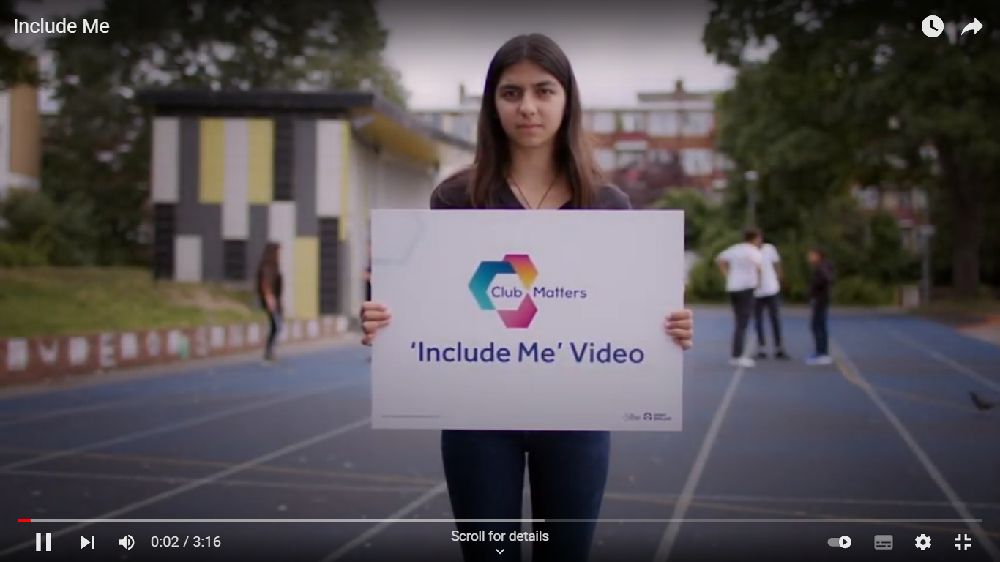 Include Me
Club Matters
'Include Me' Video
0:02 / 3:16
Scroll for details